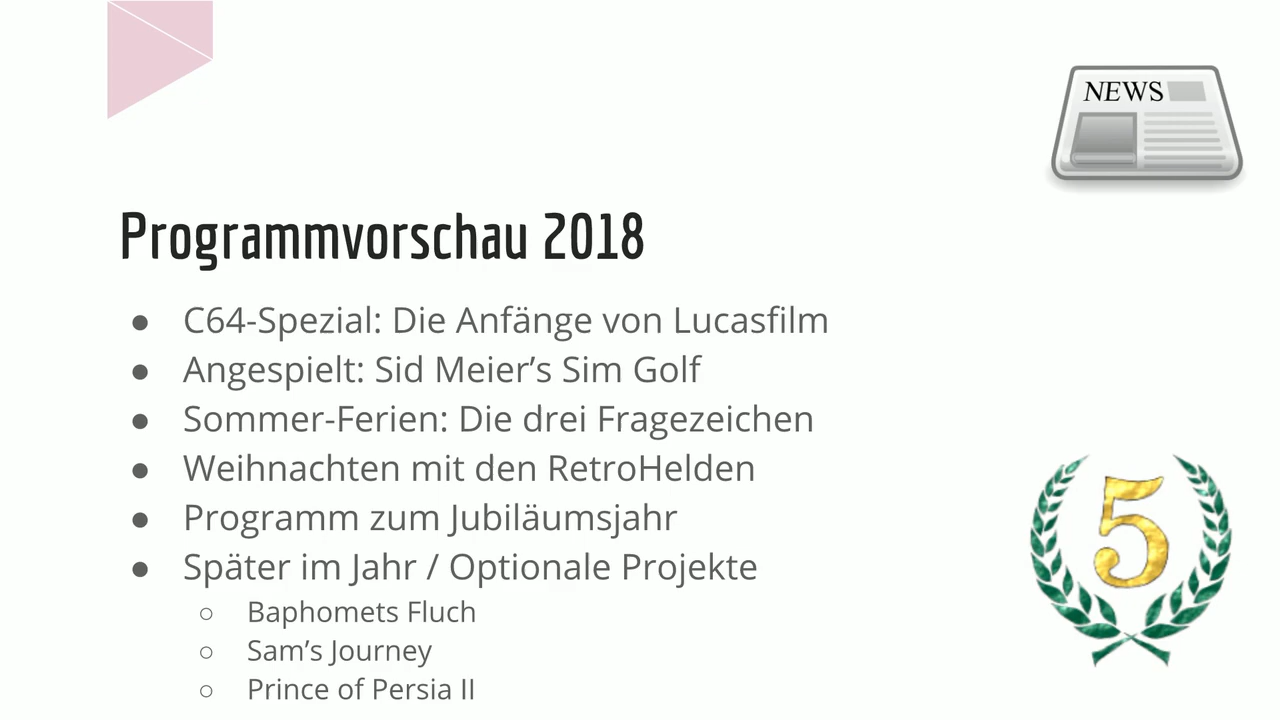 NEWS
Programmvorschau 2018
● C64-Spezial: Die Anfänge von Lucasfilm
● Angespielt: Sid Meier’s Sim Golf
● Sommer-Ferien: Die drei Fragezeichen
● Weihnachten mit den RetroHelden
● Programm zum Jubiläumsjahr
● Später im Jahr / Optionale Projekte
○ Baphomets Fluch
○ Sam’s Journey
○ Prince of Persia II
5